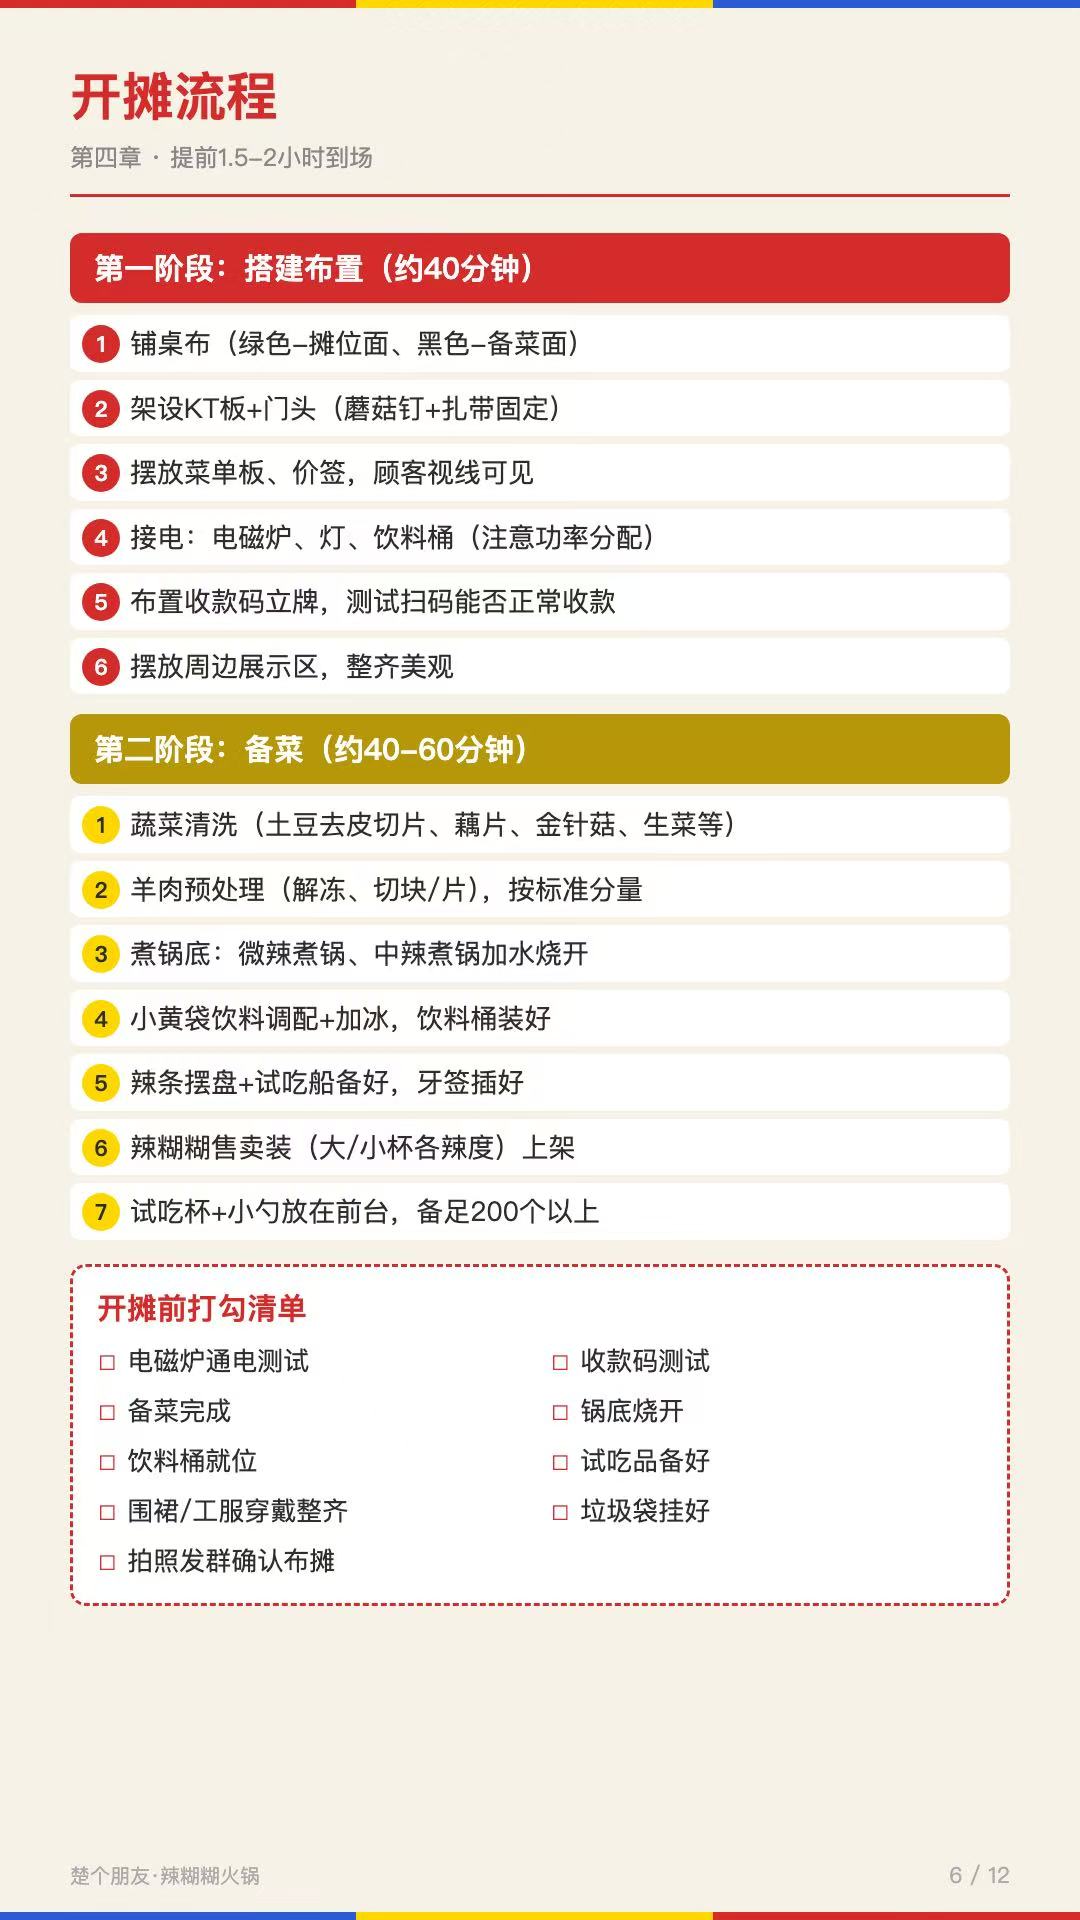 开摊流程
第四章 · 提前1.5–2小时到场
第一阶段：搭建布置（约40分钟）
1 铺桌布（绿色–摊位面、黑色–备菜面）
2 架设KT板+门头（蘑菇钉+扎带固定）
3 摆放菜单板、价签，顾客视线可见
4 接电：电磁炉、灯、饮料桶（注意功率分配）
5 布置收款码立牌，测试扫码能否正常收款
6 摆放周边展示区，整齐美观
第二阶段：备菜（约40–60分钟）
1 蔬菜清洗（土豆去皮切片、藕片、金针菇、生菜等）
2 羊肉预处理（解冻、切块/片），按标准分量
3 煮锅底：微辣煮锅、中辣煮锅加水烧开
4 小黄袋饮料调配+加冰，饮料桶装好
5 辣条摆盘+试吃船备好，牙签插好
6 辣糊糊售卖装（大/小杯各辣度）上架
7 试吃杯+小勺放在前台，备足200个以上
开摊前打勾清单
□ 电磁炉通电测试
□ 收款码测试
□ 备菜完成
□ 锅底烧开
□ 饮料桶就位
□ 试吃品备好
□ 围裙/工服穿戴整齐
□ 垃圾袋挂好
□ 拍照发群确认布摊
楚个朋友·辣糊糊火锅
6 / 12